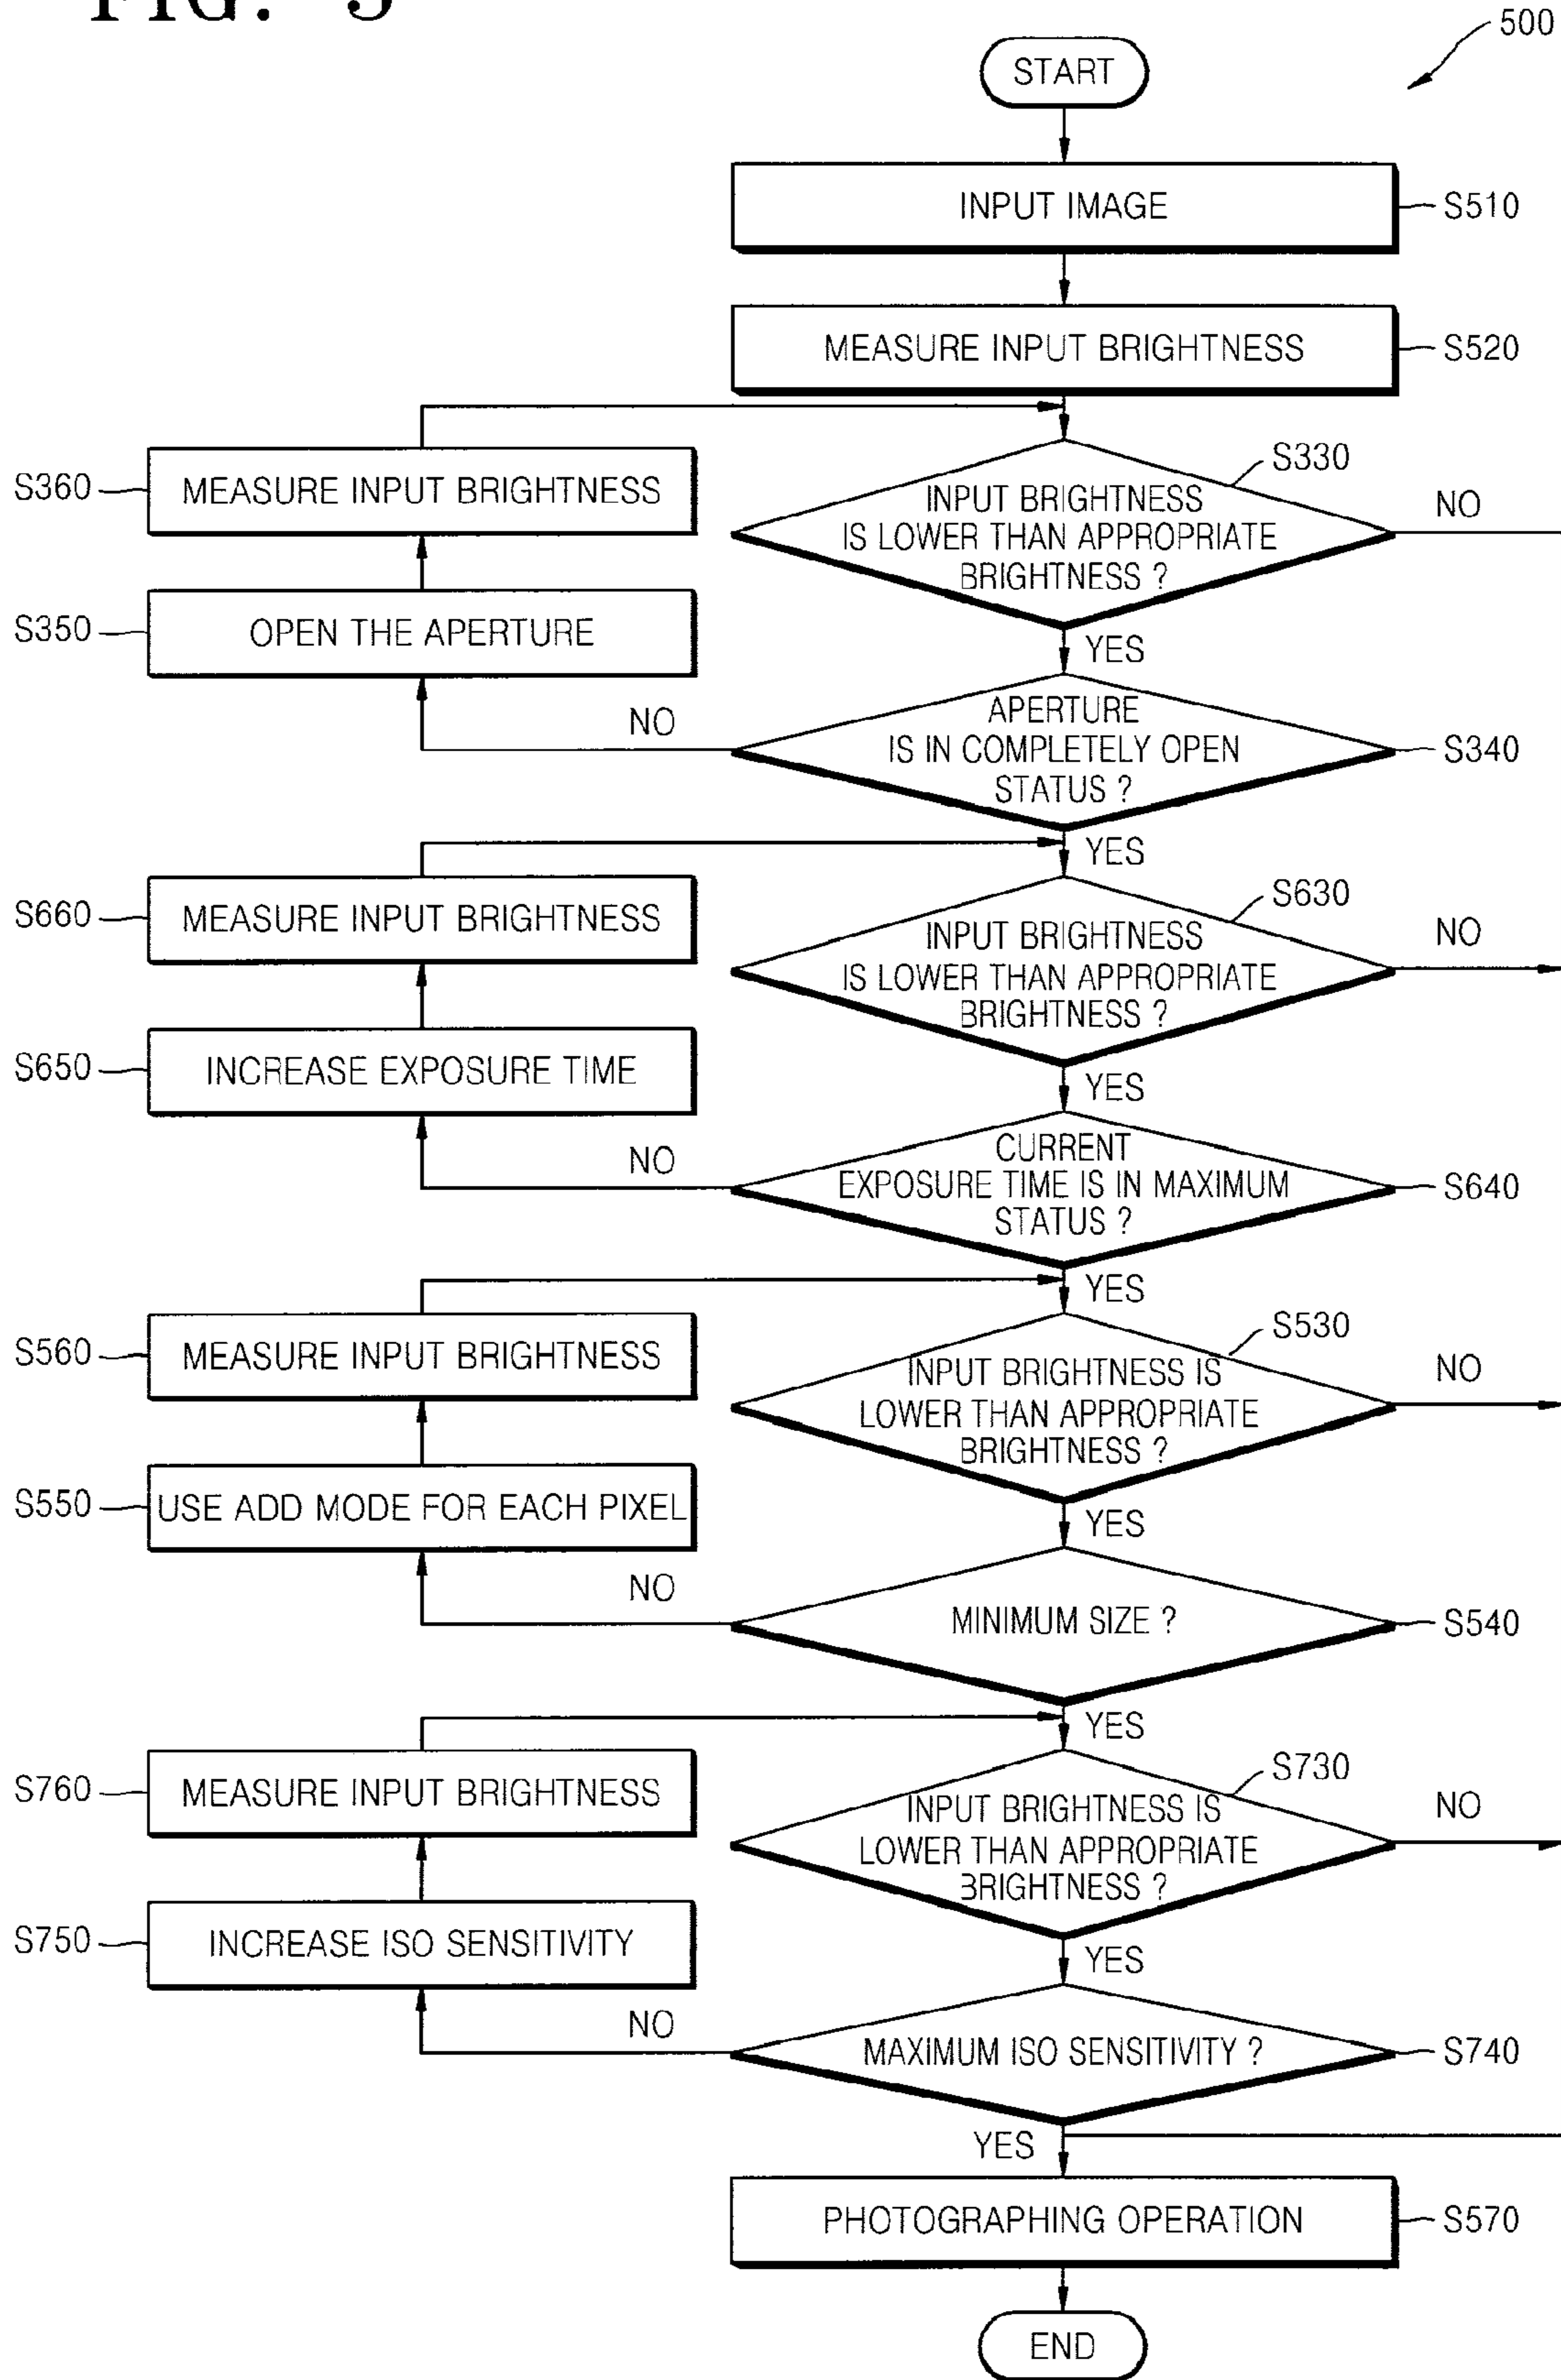 FIG. 5
500
START
INPUT IMAGE
S510
MEASURE INPUT BRIGHTNESS
S520
S360
MEASURE INPUT BRIGHTNESS
S330
INPUT BRIGHTNESS
IS LOWER THAN APPROPRIATE
BRIGHTNESS ?
NO
S350
OPEN THE APERTURE
YES
NO
APERTURE
IS IN COMPLETELY OPEN
STATUS ?
S340
YES
S660
MEASURE INPUT BRIGHTNESS
S630
INPUT BRIGHTNESS
IS LOWER THAN APPROPRIATE
BRIGHTNESS ?
NO
S650
INCREASE EXPOSURE TIME
YES
NO
CURRENT
EXPOSURE TIME IS IN MAXIMUM
STATUS ?
S640
YES
S560
MEASURE INPUT BRIGHTNESS
S530
INPUT BRIGHTNESS IS
LOWER THAN APPROPRIATE
BRIGHTNESS ?
NO
S550
USE ADD MODE FOR EACH PIXEL
YES
NO
MINIMUM SIZE ?
S540
YES
S760
MEASURE INPUT BRIGHTNESS
S730
INPUT BRIGHTNESS IS
LOWER THAN APPROPRIATE
BRIGHTNESS ?
NO
S750
INCREASE ISO SENSITIVITY
YES
NO
MAXIMUM ISO SENSITIVITY ?
S740
YES
PHOTOGRAPHING OPERATION
S570
END